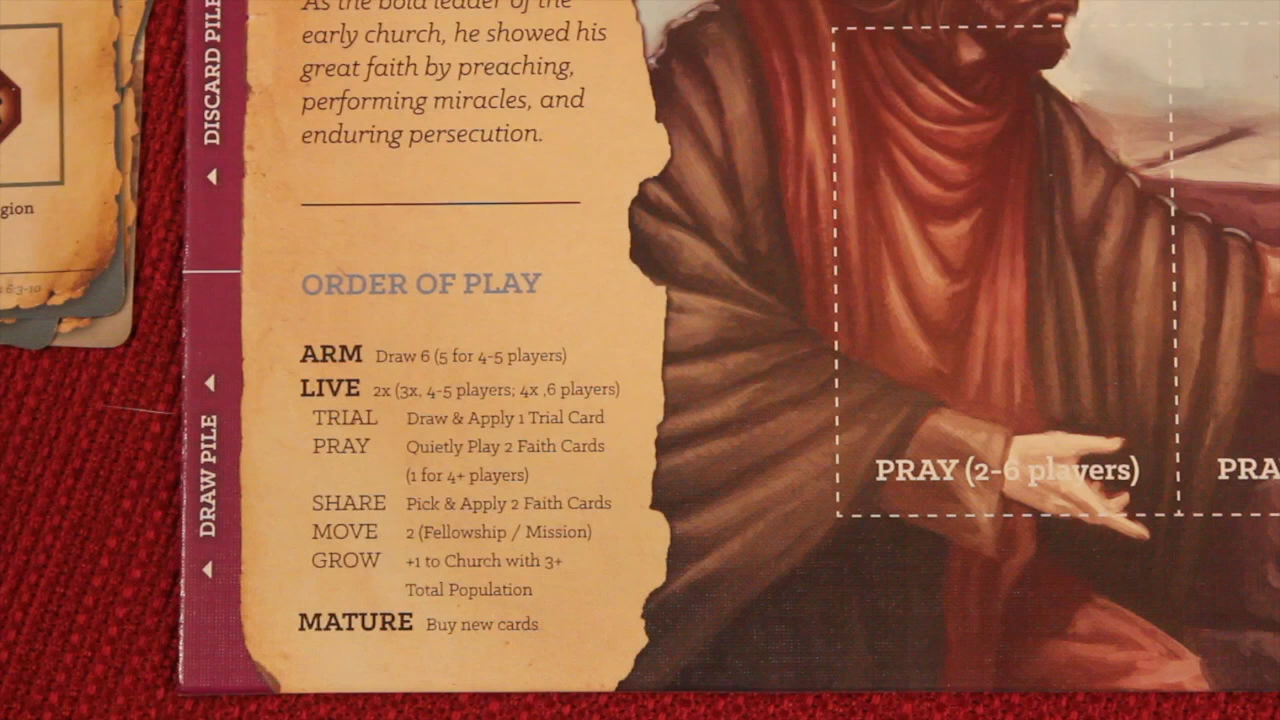 As the bold leader of the
early church, he showed his
great faith by preaching,
performing miracles, and
enduring persecution.
ORDER OF PLAY
ARM Draw 6 (5 for 4-5 players)
LIVE 2x (3x, 4-5 players; 4x ,6 players)
TRIAL Draw & Apply 1 Trial Card
PRAY Quietly Play 2 Faith Cards
(1 for 4+ players)
SHARE Pick & Apply 2 Faith Cards
MOVE 2 (Fellowship / Mission)
GROW +1 to Church with 3+
Total Population
MATURE Buy new cards
DISCARD PILE
DRAW PILE
PRAY (2-6 players)
PRA
gion
6:3-10